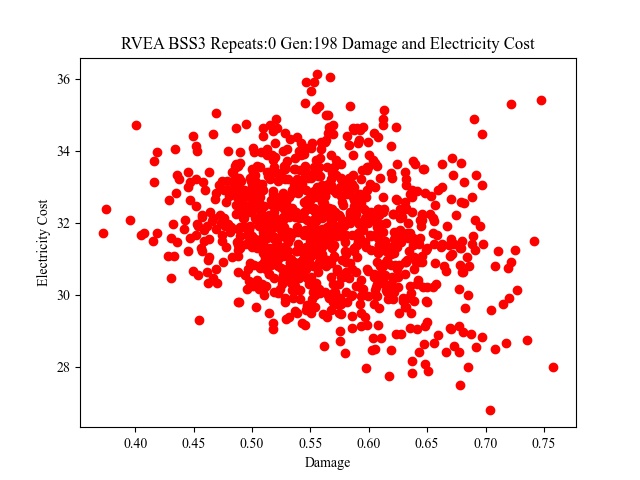 RVEA BSS3 Repeats:0 Gen:198 Damage and Electricity Cost
36
34
32
30
28
Electricity Cost
0.40 0.45 0.50 0.55 0.60 0.65 0.70 0.75
Damage